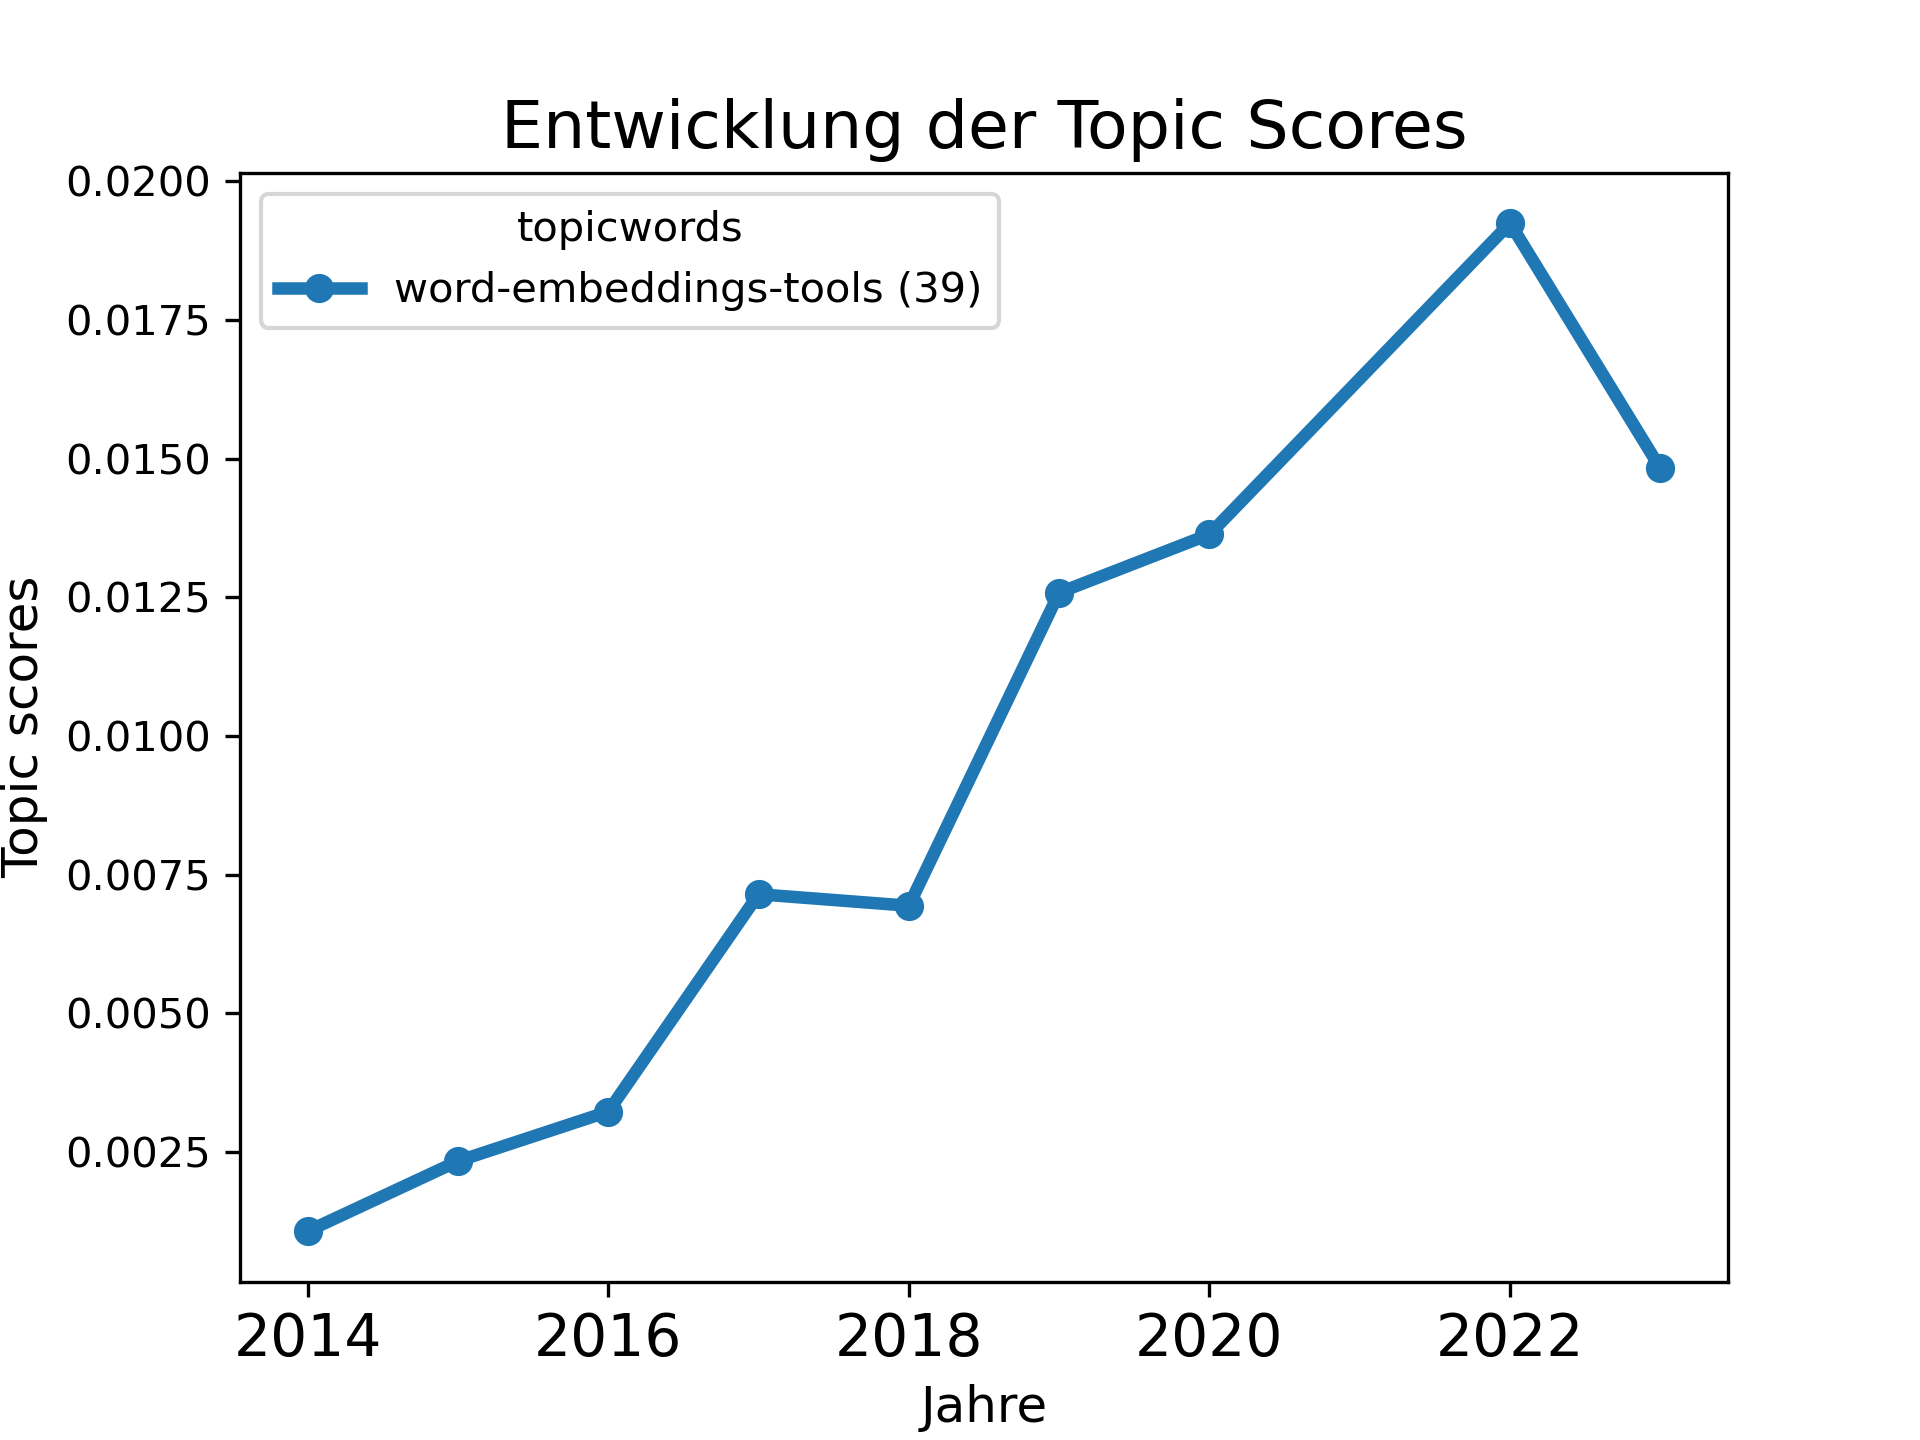 Entwicklung der Topic Scores
topicwords
word-embeddings-tools (39)
Topic scores
0.0200
0.0175
0.0150
0.0125
0.0100
0.0075
0.0050
0.0025
2014 2016 2018 2020 2022
Jahre